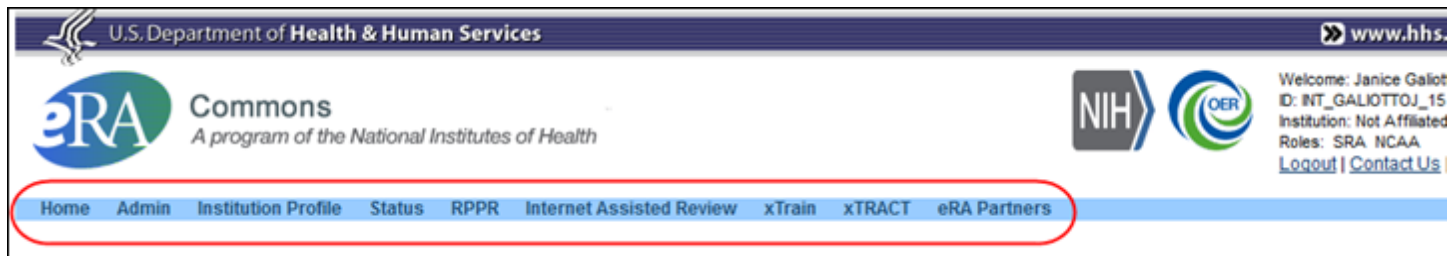 U.S. Department of Health & Human Services
www.hhs.
eRA
Commons
A program of the National Institutes of Health
NIH
OER
Welcome: Janice Galiott
ID: INT_GALIOTTOJ_15
Institution: Not Affiliated
Roles: SRA NCAA
Logout | Contact Us |
Home Admin Institution Profile Status RPPR Internet Assisted Review xTrain xTRACT eRA Partners